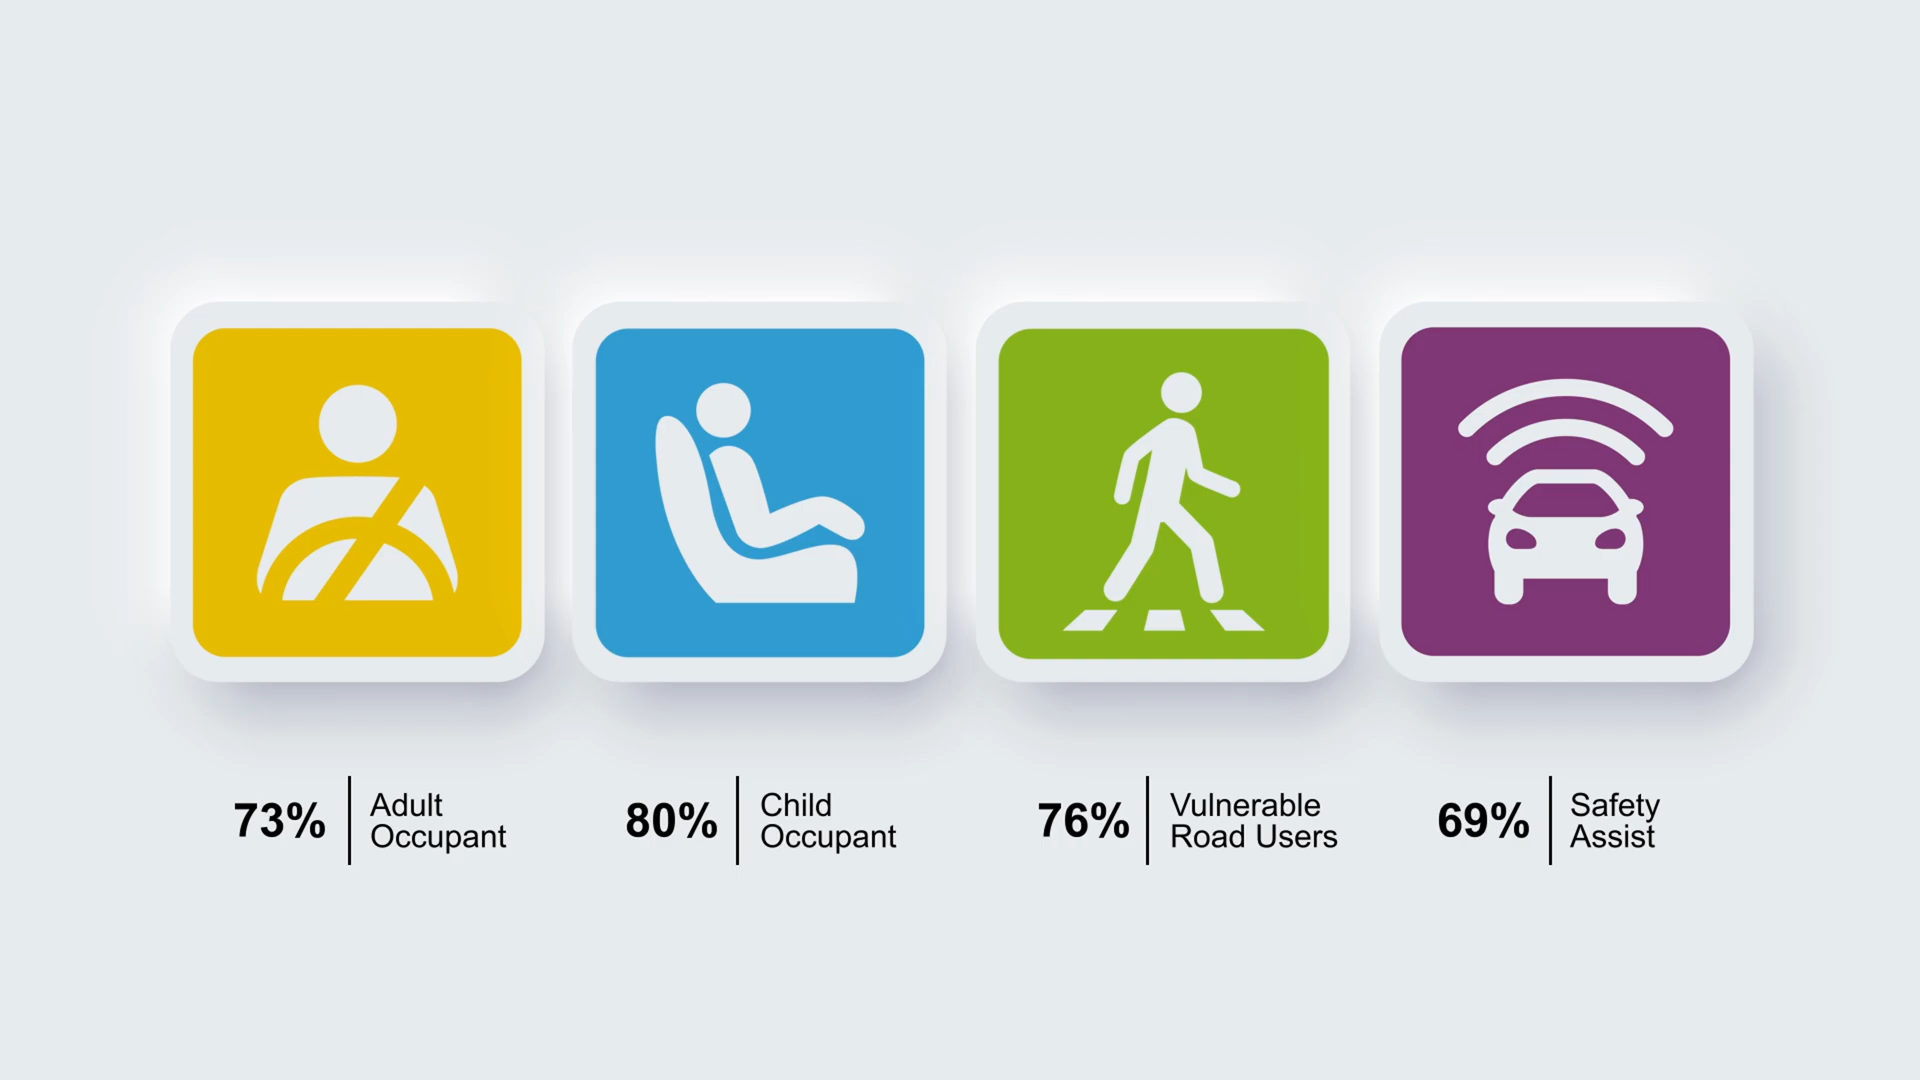 73%
Adult
Occupant
80%
Child
Occupant
76%
Vulnerable
Road Users
69%
Safety
Assist